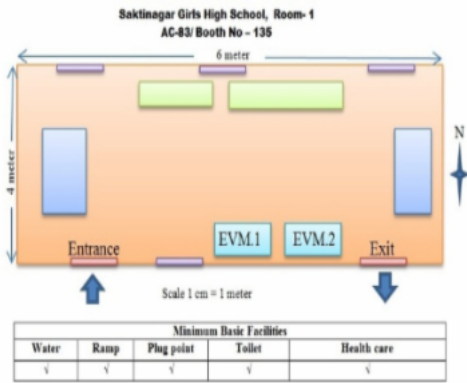 Saktinagar Girls High School, Room- 1
AC-83/ Booth No – 135
6 meter
4 meter
N
EVM.1 EVM.2
Entrance Exit
Scale 1 cm = 1 meter
Minimum Basic Facilities
Water Ramp Plug point Toilet Health care
√ √ √ √ √